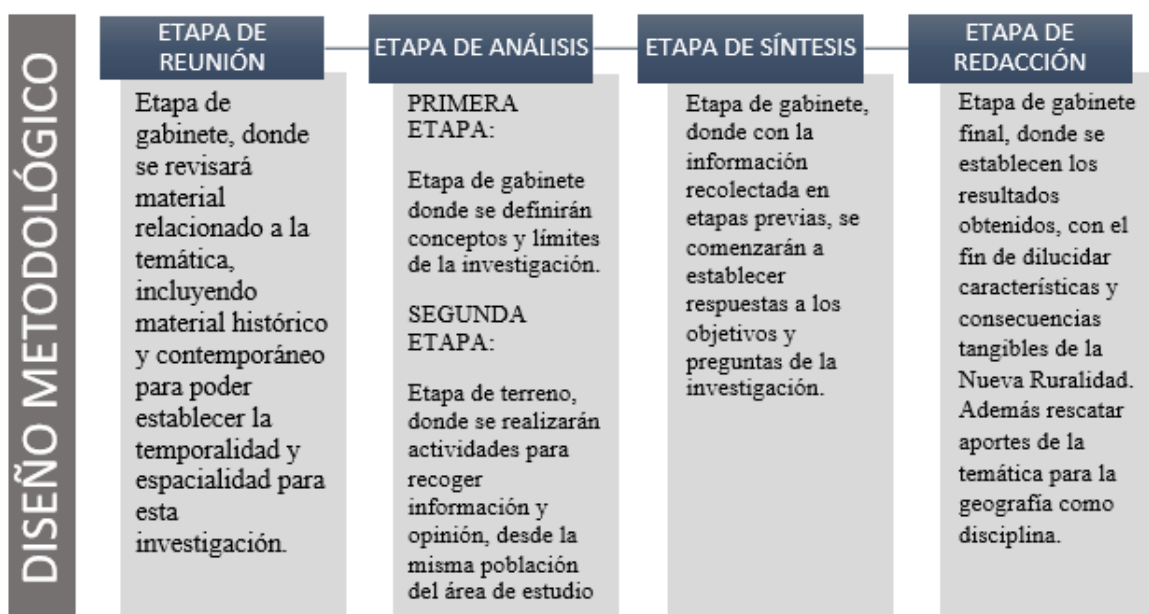 DISEÑO METODOLÓGICO
ETAPA DE
REUNIÓN
Etapa de
gabinete, donde
se revisará
material
relacionado a la
temática,
incluyendo
material histórico
y contemporáneo
para poder
establecer la
temporalidad y
espacialidad para
esta
investigación.
ETAPA DE ANÁLISIS
PRIMERA
ETAPA:
Etapa de gabinete
donde se definirán
conceptos y límites
de la investigación.
SEGUNDA
ETAPA:
Etapa de terreno,
donde se realizarán
actividades para
recoger
información y
opinión, desde la
misma población
del área de estudio
ETAPA DE SÍNTESIS
Etapa de gabinete,
donde con la
información
recolectada en
etapas previas, se
comenzarán a
establecer
respuestas a los
objetivos y
preguntas de la
investigación.
ETAPA DE
REDACCIÓN
Etapa de gabinete
final, donde se
establecen los
resultados
obtenidos, con el
fín de dilucidar
características y
consecuencias
tangibles de la
Nueva Ruralidad.
Además rescatar
aportes de la
temática para la
geografía como
disciplina.